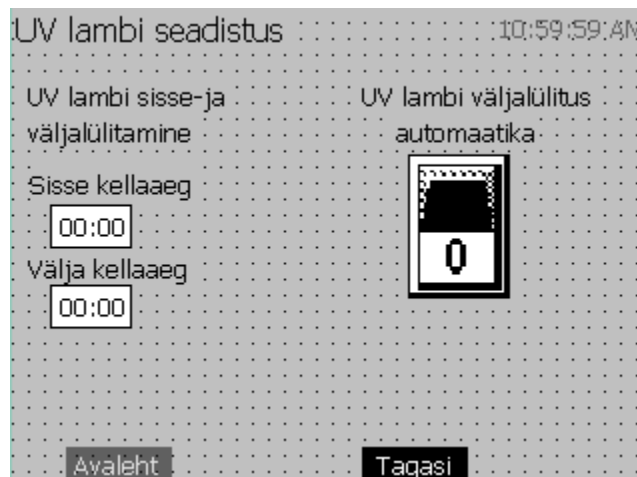 UV lambi seadistus
10:59:59 AM
UV lambi sisse-ja
väljalülitamine
Sisse kellaaeg
00:00
Välja kellaaeg
00:00
UV lambi väljalülitus
automaatika
0
Avaleht
Tagasi